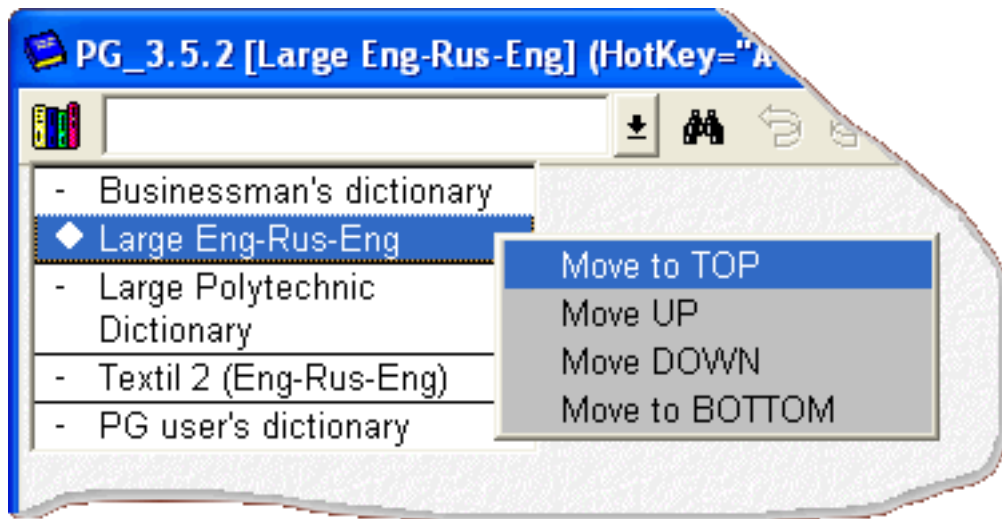 PG_3.5.2 [Large Eng-Rus-Eng] (HotKey="A
- Businessman's dictionary
Large Eng-Rus-Eng
- Large Polytechnic
Dictionary
- Textil 2 (Eng-Rus-Eng)
- PG user's dictionary
Move to TOP
Move UP
Move DOWN
Move to BOTTOM